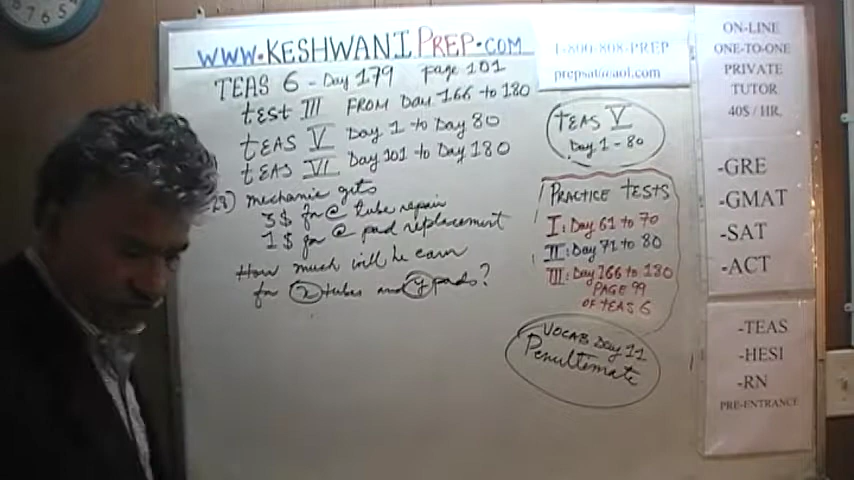 WWW.KESHWANIPREP.COM
TEAS 6 - Day 179 Page 101
test III FROM Day 166 to 180
tEAS V Day 1 to Day 80
tEAS VI Day 101 to Day 180
29) mechanic gets
3$ for @ tube repair
1$ for @ pad replacement
How much will he earn
for x tubes and y pads?
1-800-808-PREP
prepsat@aol.com
tEAS V
Day 1-80
PRACTICE tESTS
I: Day 61 to 70
II: Day 71 to 80
III: Day 166 to 180
PAGE 99
OF tEAS 6
VOCAB Day 11
Penultimate
ON-LINE
ONE-TO-ONE
PRIVATE
TUTOR
40$ / HR.
-GRE
-GMAT
-SAT
-ACT
-TEAS
-HESI
-RN
PRE-ENTRANCE
7 6 5